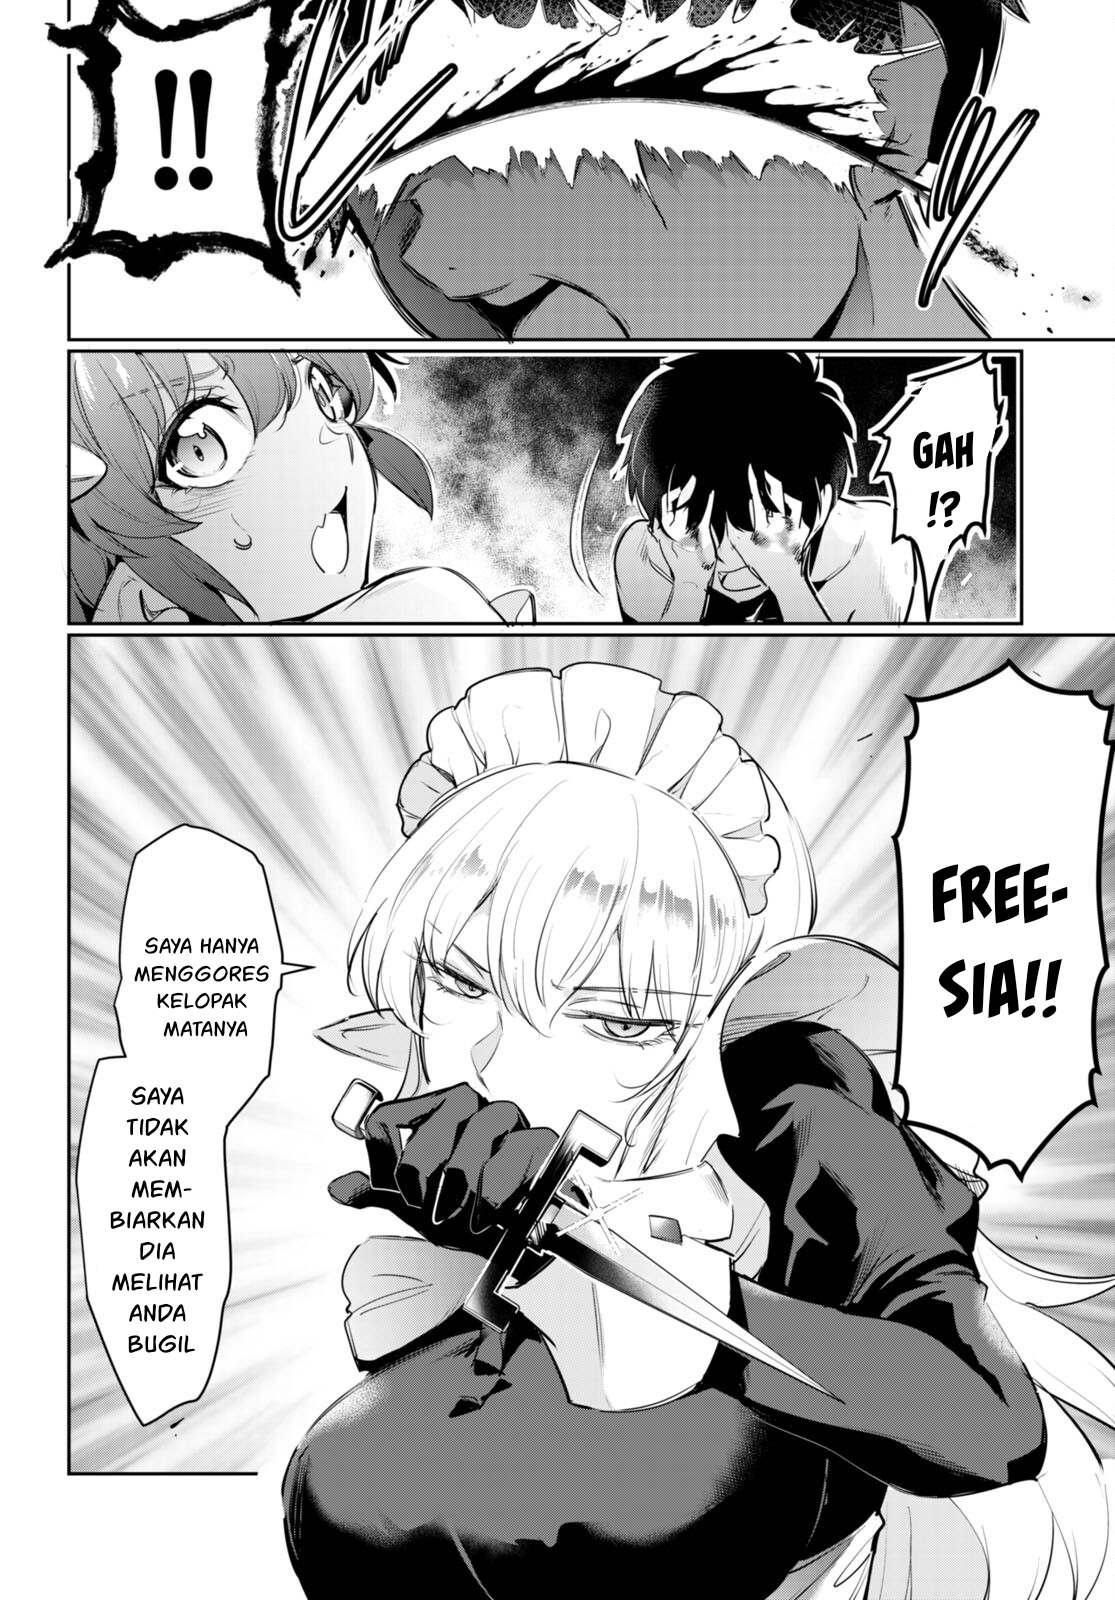 !!
GAH
!?
FREE-
SIA!!
SAYA HANYA
MENGGORES
KELOPAK
MATANYA
SAYA
TIDAK
AKAN
MEM-
BIARKAN
DIA
MELIHAT
ANDA
BUGIL